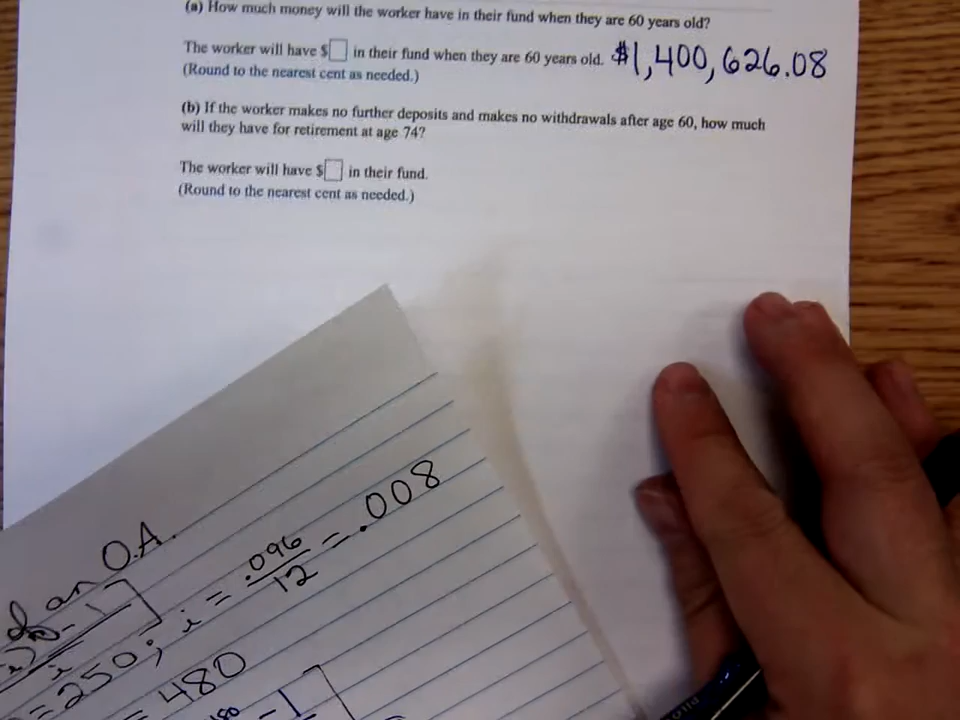 (a) How much money will the worker have in their fund when they are 60 years old?
The worker will have $ in their fund when they are 60 years old. $1,400,626.08
(Round to the nearest cent as needed.)
(b) If the worker makes no further deposits and makes no withdrawals after age 60, how much
will they have for retirement at age 74?
The worker will have $ in their fund.
(Round to the nearest cent as needed.)
an O.A.
=250; i = .096/12 = .008
= 480